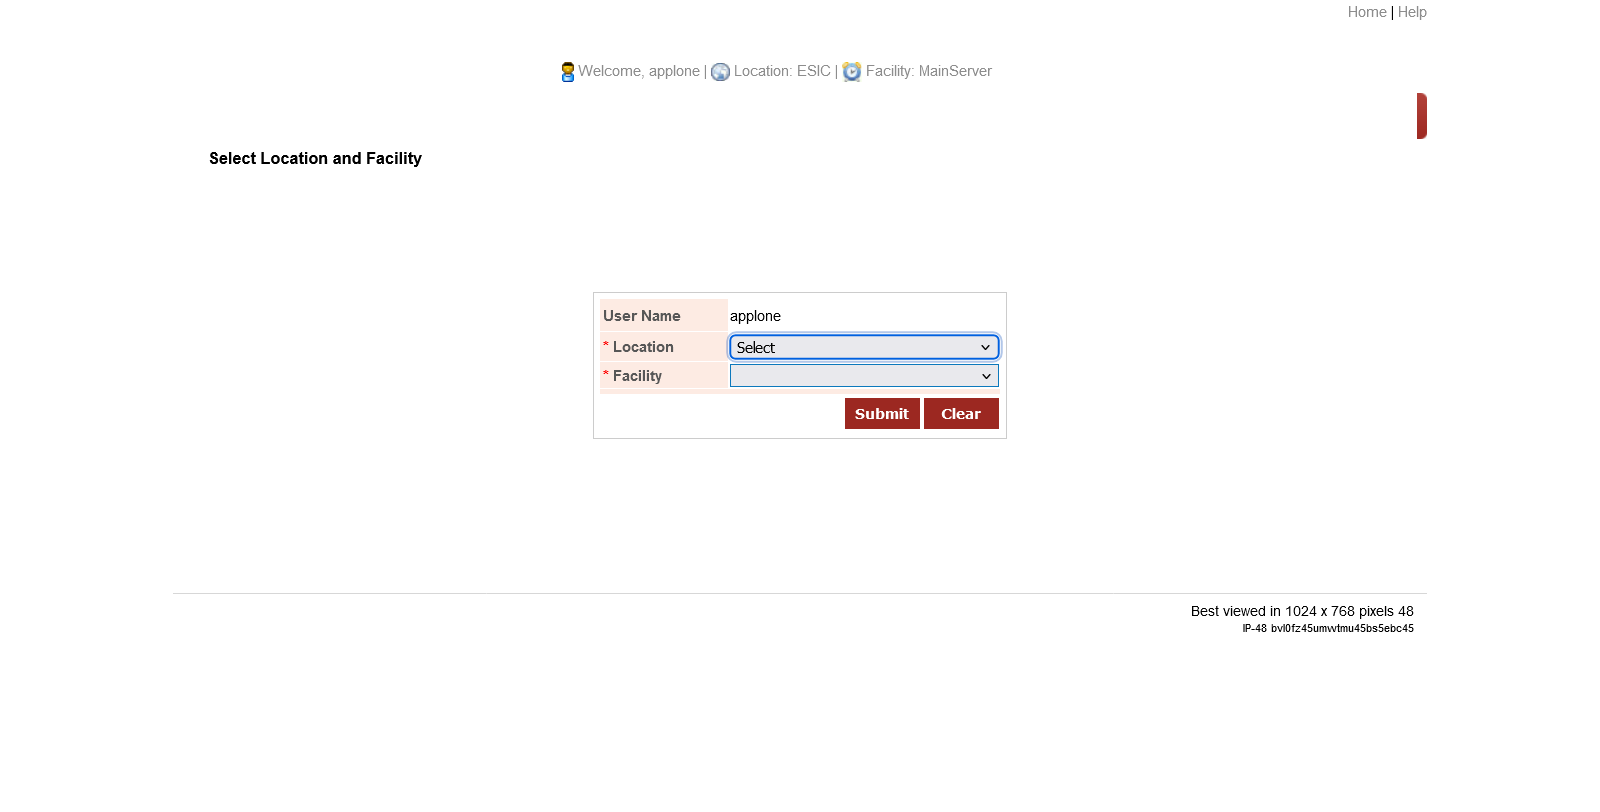 Home | Help
Welcome, applone | Location: ESIC | Facility: MainServer
Select Location and Facility
User Name applone
* Location Select
* Facility
Submit Clear
Best viewed in 1024 x 768 pixels 48
IP-48 bvl0fz45umvvtmu45bs5ebc45